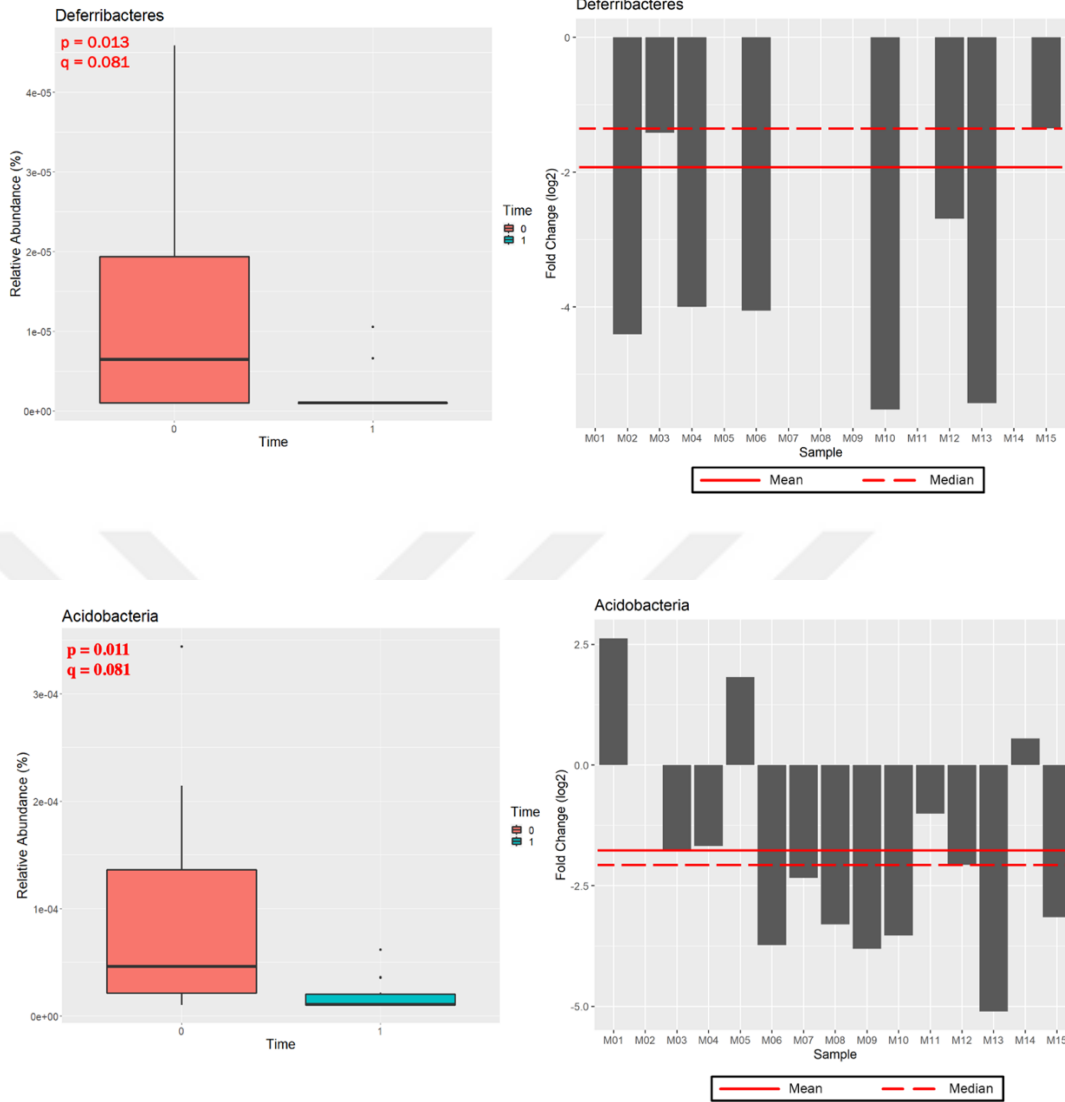 Deferribacteres
p = 0.013
q = 0.081
4e-05
3e-05
2e-05
1e-05
0e+00
Relative Abundance (%)
0 1
Time
Time
0
1
Deferribacteres
0
-2
-4
Fold Change (log2)
M01 M02 M03 M04 M05 M06 M07 M08 M09 M10 M11 M12 M13 M14 M15
Sample
Mean Median
Acidobacteria
p = 0.011
q = 0.081
3e-04
2e-04
1e-04
0e+00
Relative Abundance (%)
0 1
Time
Time
0
1
Acidobacteria
2.5
0.0
-2.5
-5.0
Fold Change (log2)
M01 M02 M03 M04 M05 M06 M07 M08 M09 M10 M11 M12 M13 M14 M15
Sample
Mean Median